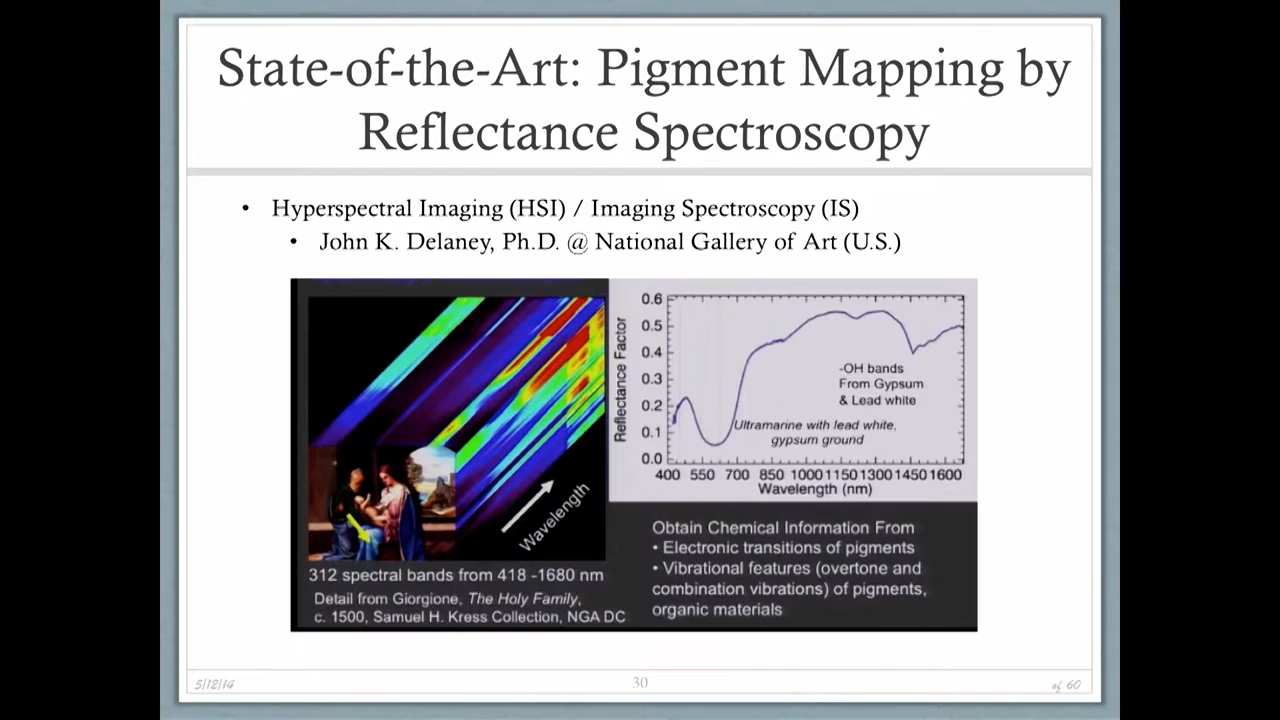 State-of-the-Art: Pigment Mapping by
Reflectance Spectroscopy
• Hyperspectral Imaging (HSI) / Imaging Spectroscopy (IS)
• John K. Delaney, Ph.D. @ National Gallery of Art (U.S.)
Wavelength
312 spectral bands from 418 -1680 nm
Detail from Giorgione, The Holy Family,
c. 1500, Samuel H. Kress Collection, NGA DC
Reflectance Factor
0.6
0.5
0.4
0.3
0.2
0.1
0.0
-OH bands
From Gypsum
& Lead white
Ultramarine with lead white,
gypsum ground
400 550 700 850 1000 1150 1300 1450 1600
Wavelength (nm)
Obtain Chemical Information From
• Electronic transitions of pigments
• Vibrational features (overtone and
combination vibrations) of pigments,
organic materials
5/12/14
30
of 60